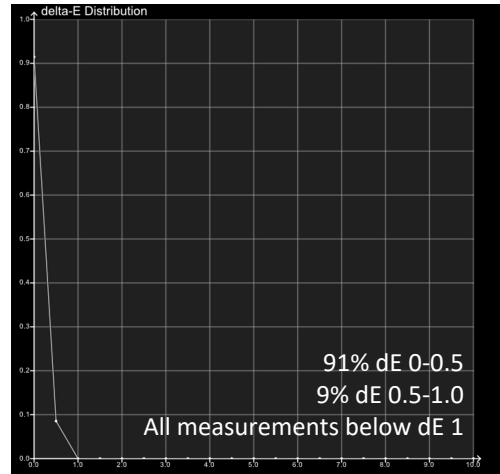 delta-E Distribution
1.0
0.9
0.8
0.7
0.6
0.5
0.4
0.3
0.2
0.1
0.0
0.0 1.0 2.0 3.0 4.0 5.0 6.0 7.0 8.0 9.0 10.0
91% dE 0-0.5
9% dE 0.5-1.0
All measurements below dE 1